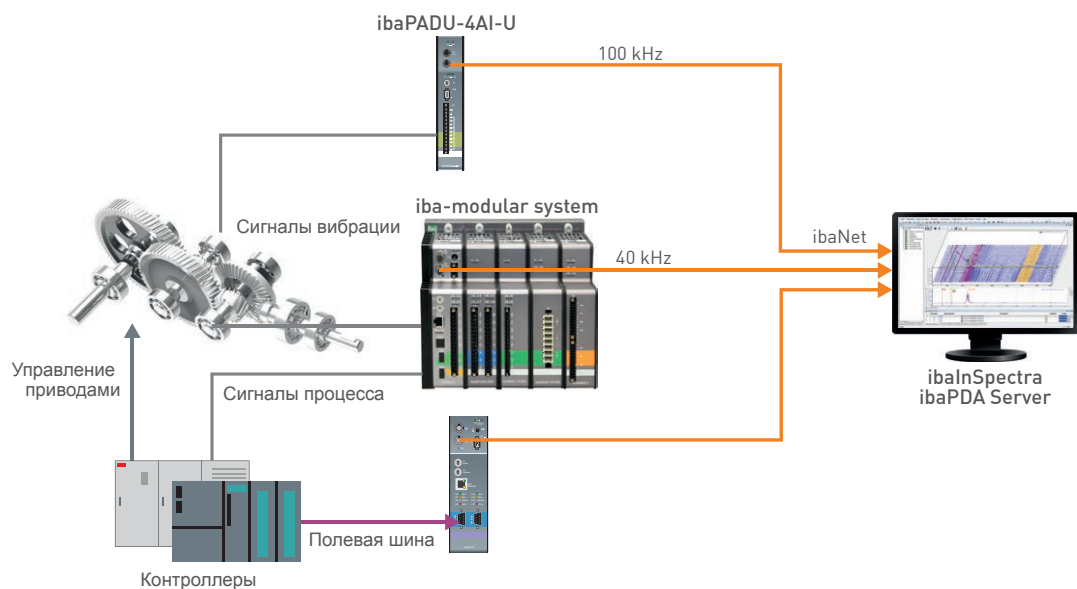 ibaPADU-4AI-U
100 kHz
iba-modular system
Сигналы вибрации
ibaNet
40 kHz
Управление
приводами
Сигналы процесса
ibaInSpectra
ibaPDA Server
Полевая шина
Контроллеры